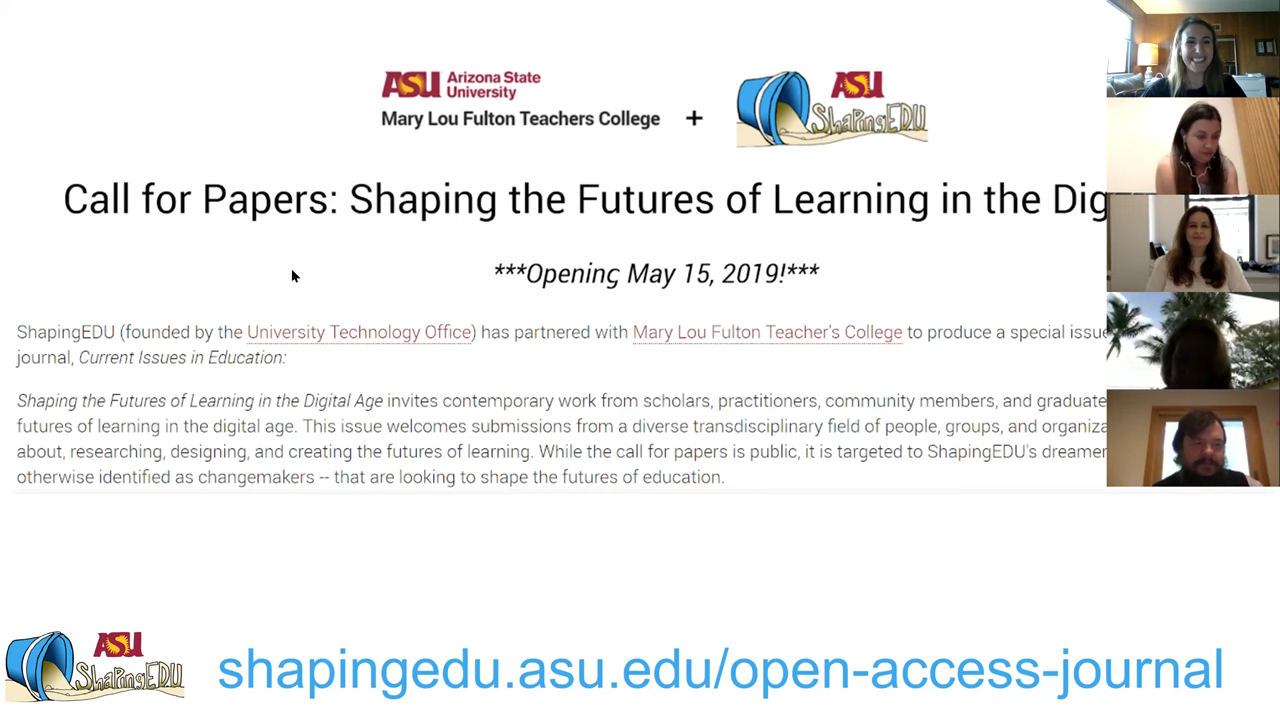 ASU Arizona State
University
Mary Lou Fulton Teachers College + ASU
ShapingEDU
Call for Papers: Shaping the Futures of Learning in the Dig
***Opening May 15, 2019!***
ShapingEDU (founded by the University Technology Office) has partnered with Mary Lou Fulton Teacher's College to produce a special issue
journal, Current Issues in Education:
Shaping the Futures of Learning in the Digital Age invites contemporary work from scholars, practitioners, community members, and graduate
futures of learning in the digital age. This issue welcomes submissions from a diverse transdisciplinary field of people, groups, and organiza
about, researching, designing, and creating the futures of learning. While the call for papers is public, it is targeted to ShapingEDU's dreamer
otherwise identified as changemakers -- that are looking to shape the futures of education.
ASU
ShapingEDU
shapingedu.asu.edu/open-access-journal